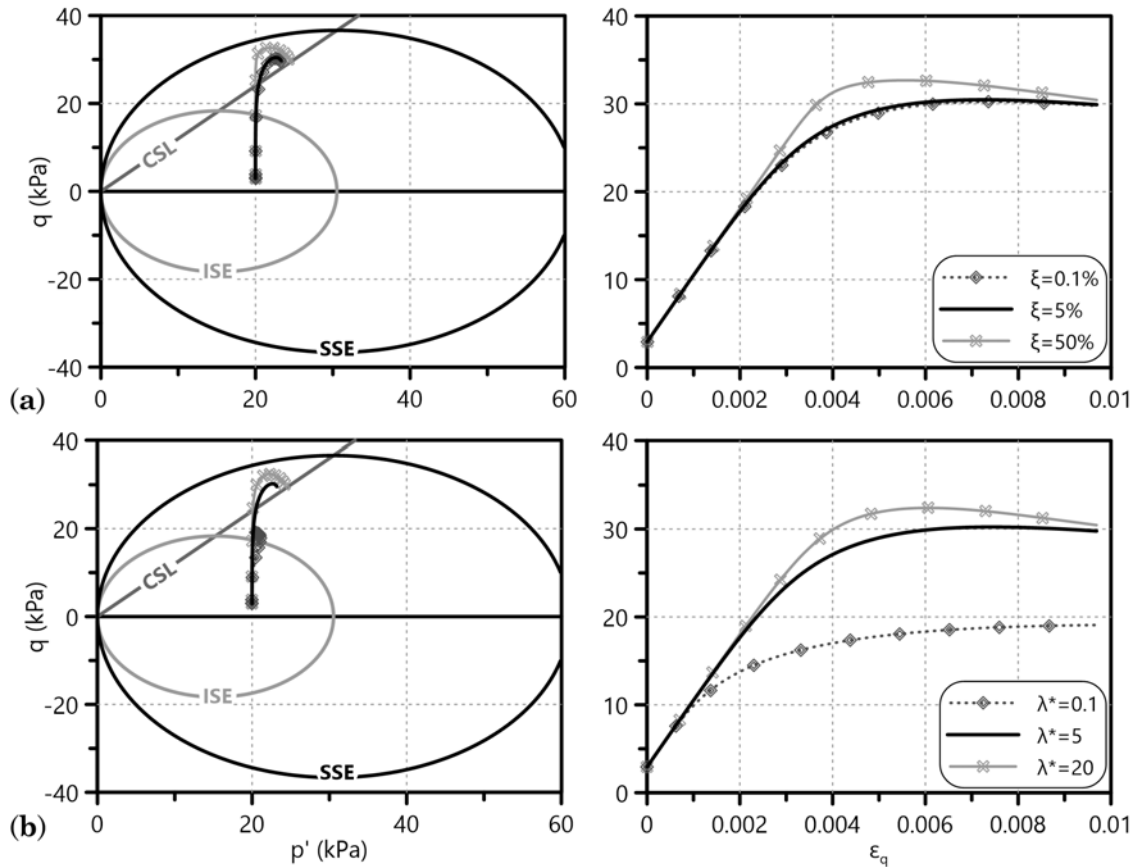 40
20
0
-20
-40
q (kPa)
CSL
ISE
SSE
0
20
40
60
(a)
40
30
20
10
0
ξ=0.1%
ξ=5%
ξ=50%
0
0.002
0.004
0.006
0.008
0.01
40
20
0
-20
-40
q (kPa)
CSL
ISE
SSE
0
20
40
60
(b)
p' (kPa)
40
30
20
10
0
λ*=0.1
λ*=5
λ*=20
0
0.002
0.004
0.006
0.008
0.01
εq